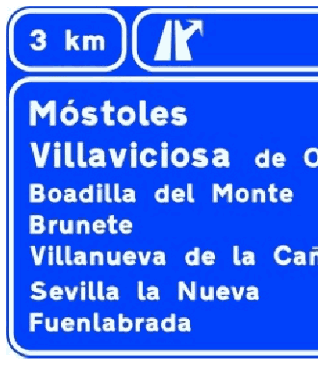 3 km
Móstoles
Villaviciosa de
Boadilla del Monte
Brunete
Villanueva de la
Sevilla la Nueva
Fuenlabrada